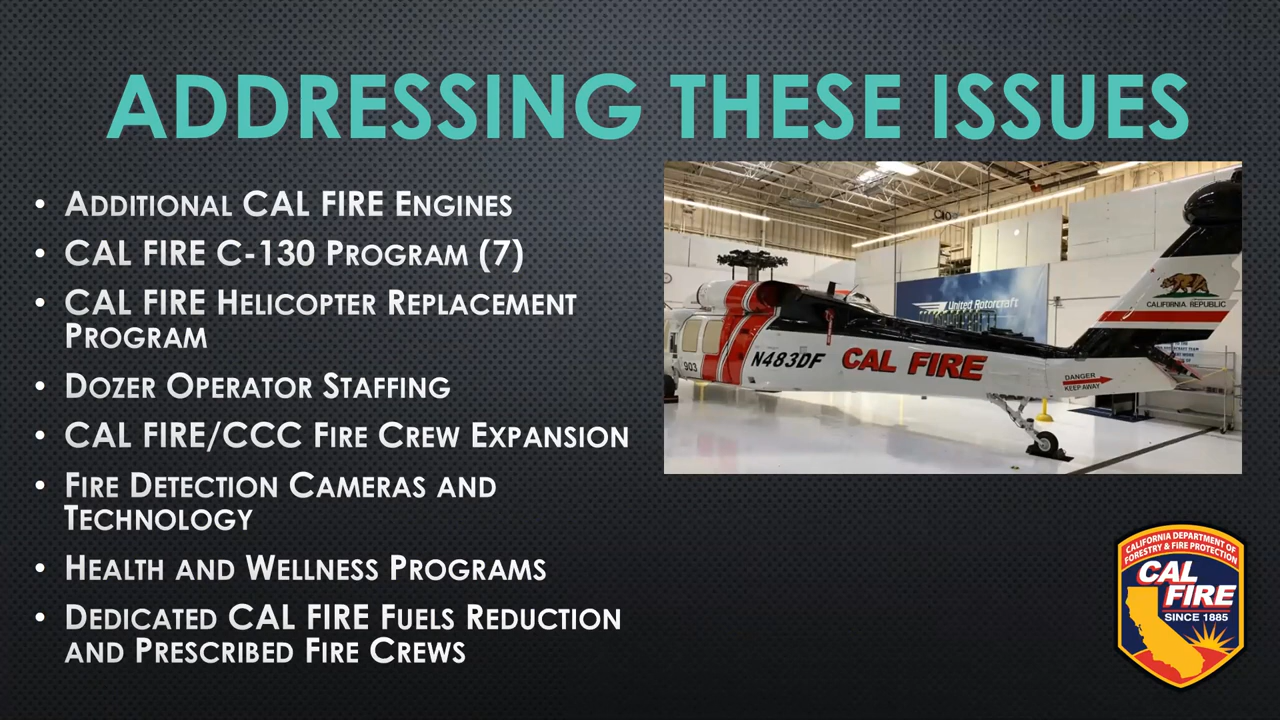 ADDRESSING THESE ISSUES
• ADDITIONAL CAL FIRE ENGINES
• CAL FIRE C-130 PROGRAM (7)
• CAL FIRE HELICOPTER REPLACEMENT
PROGRAM
• DOZER OPERATOR STAFFING
• CAL FIRE/CCC FIRE CREW EXPANSION
• FIRE DETECTION CAMERAS AND
TECHNOLOGY
• HEALTH AND WELLNESS PROGRAMS
• DEDICATED CAL FIRE FUELS REDUCTION
AND PRESCRIBED FIRE CREWS
United Rotorcraft
CALIFORNIA REPUBLIC
903
N483DF
CAL FIRE
DANGER
KEEP AWAY
CALIFORNIA DEPARTMENT OF
FORESTRY & FIRE PROTECTION
CAL
FIRE
SINCE 1885